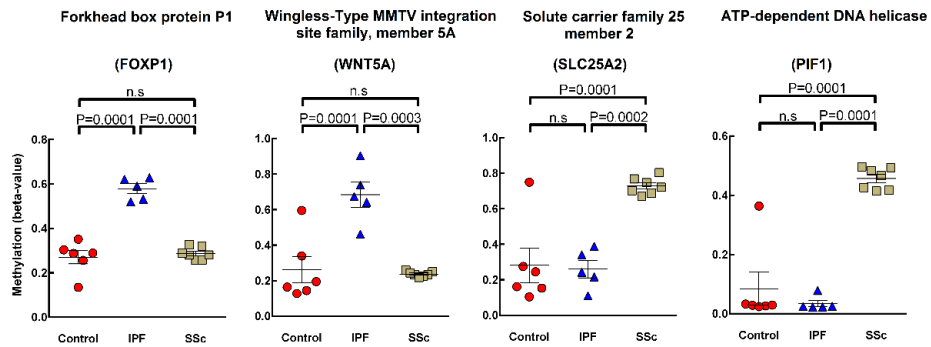 Forkhead box protein P1
(FOXP1)
n.s
P=0.0001 P=0.0001
Methylation (beta-value)
0.8
0.6
0.4
0.2
0.0
Control IPF SSc
Wingless-Type MMTV integration
site family, member 5A
(WNT5A)
n.s
P=0.0001 P=0.0003
1.0
0.8
0.6
0.4
0.2
0.0
Control IPF SSc
Solute carrier family 25
member 2
(SLC25A2)
P=0.0001
n.s P=0.0002
1.0
0.8
0.6
0.4
0.2
0.0
Control IPF SSc
ATP-dependent DNA helicase
(PIF1)
P=0.0001
n.s P=0.0001
0.6
0.4
0.2
0.0
Control IPF SSc